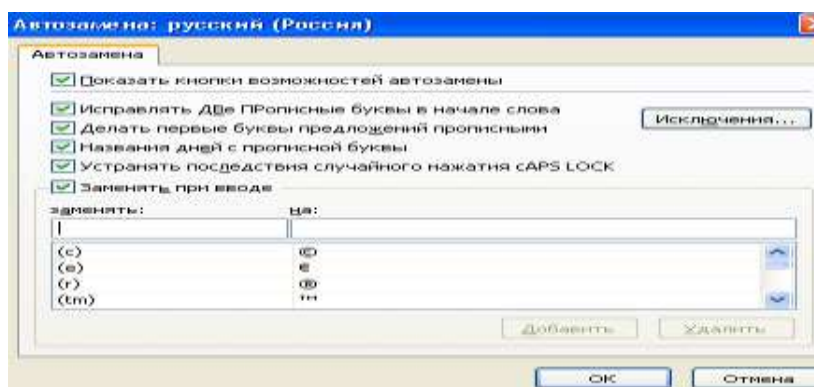 Автозамена: русский (Россия)
Автозамена
Показать кнопки возможностей автозамены
Исправлять ДВе ПРописные буквы в начале слова
Исключения...
Делать первые буквы предложений прописными
Названия дней с прописной буквы
Устранять последствия случайного нажатия cAPS LOCK
Заменять при вводе
заменять: на:
(c) ©
(e) €
(r) ®
(tm) ™
Добавить Удалить
ОК Отмена